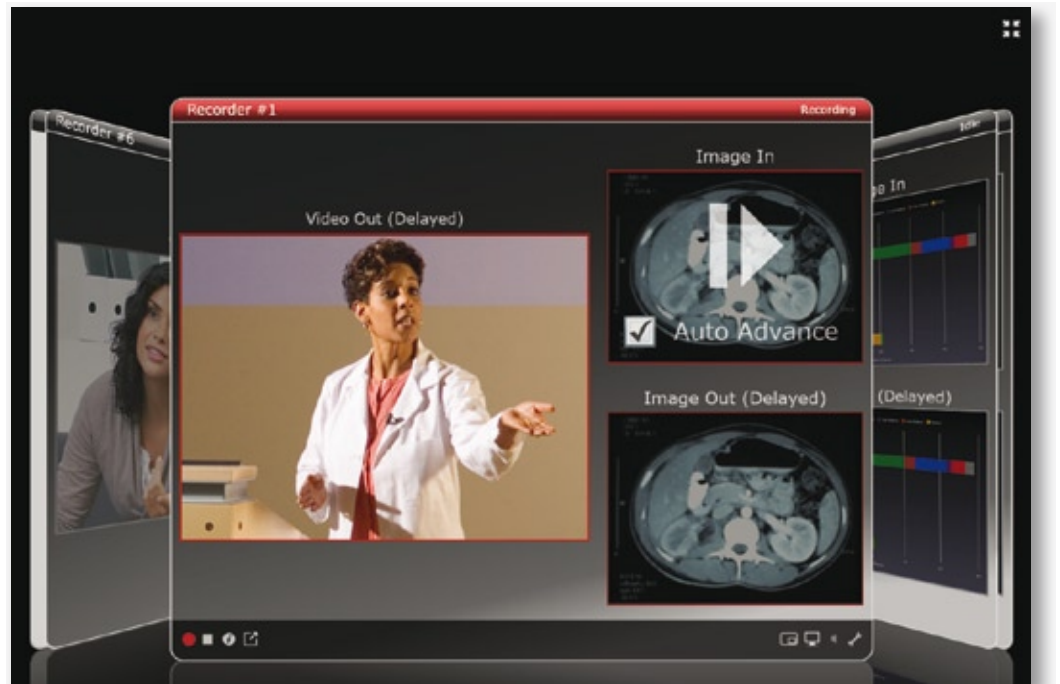 Recorder #6
Recorder #1
Recording
Idle
Image In
Video Out (Delayed)
Auto Advance
Image Out (Delayed)
ge In
(Delayed)